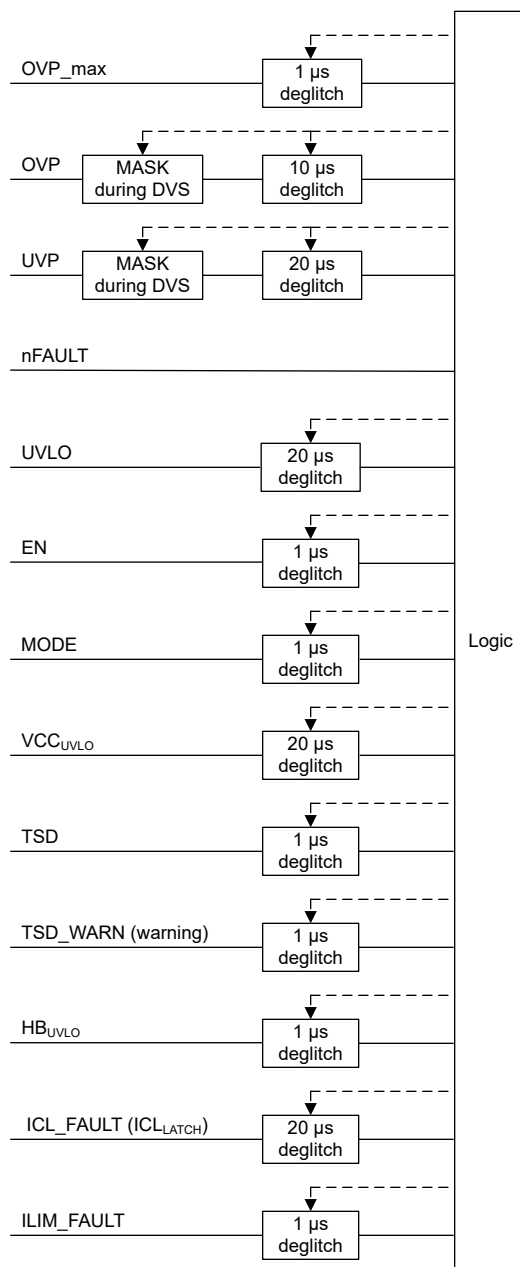 OVP_max
1 µs
deglitch
OVP
MASK
during DVS
10 µs
deglitch
UVP
MASK
during DVS
20 µs
deglitch
nFAULT
UVLO
20 µs
deglitch
EN
1 µs
deglitch
MODE
1 µs
deglitch
Logic
VCCUVLO
20 µs
deglitch
TSD
1 µs
deglitch
TSD_WARN (warning)
1 µs
deglitch
HBUVLO
1 µs
deglitch
ICL_FAULT (ICLLATCH)
20 µs
deglitch
ILIM_FAULT
1 µs
deglitch